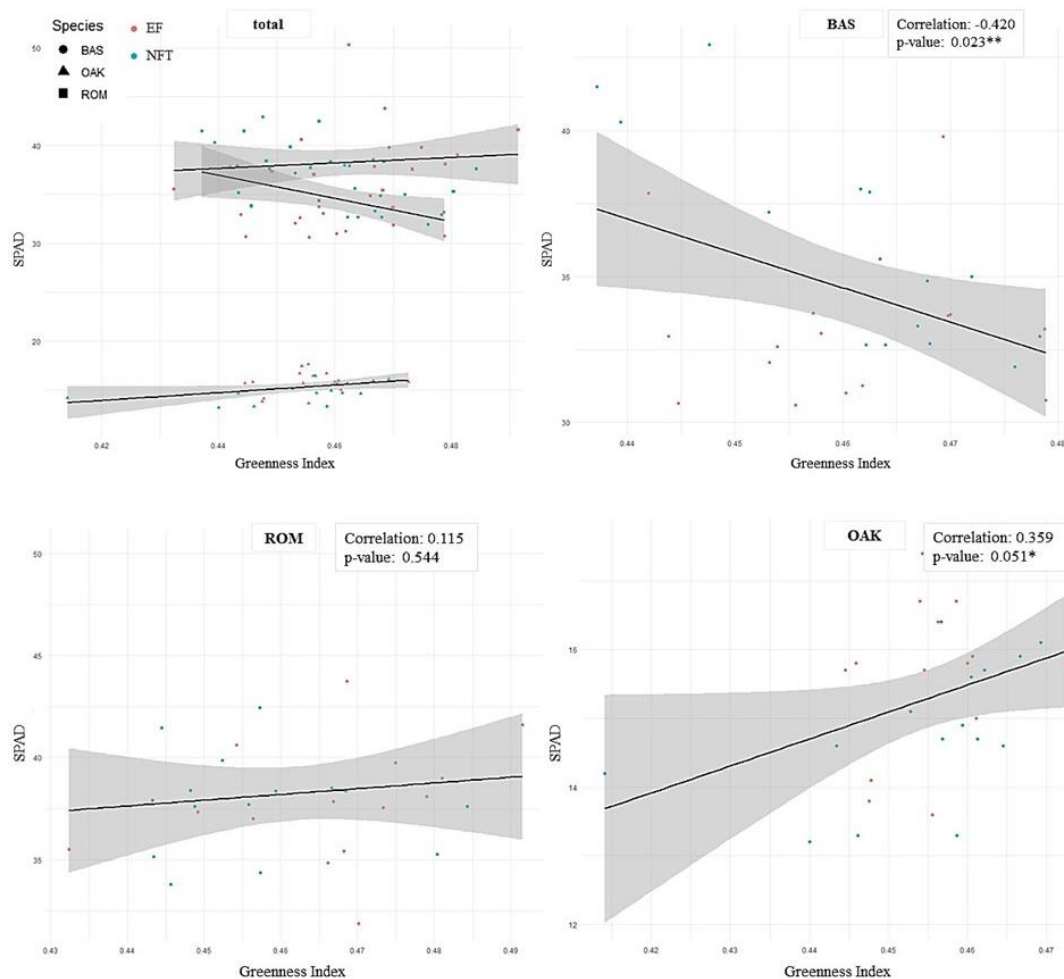 Species
BAS
OAK
ROM
EF
NFT
total
50
40
30
20
SPAD
0.42
0.44
0.46
0.48
Greenness Index
BAS
Correlation: -0.420
p-value: 0.023**
40
35
30
SPAD
0.44
0.45
0.46
0.47
0.48
Greenness Index
ROM
Correlation: 0.115
p-value: 0.544
50
45
40
35
SPAD
0.43
0.44
0.45
0.46
0.47
0.48
0.49
Greenness Index
OAK
Correlation: 0.359
p-value: 0.051*
16
14
12
SPAD
0.42
0.43
0.44
0.45
0.46
0.47
Greenness Index